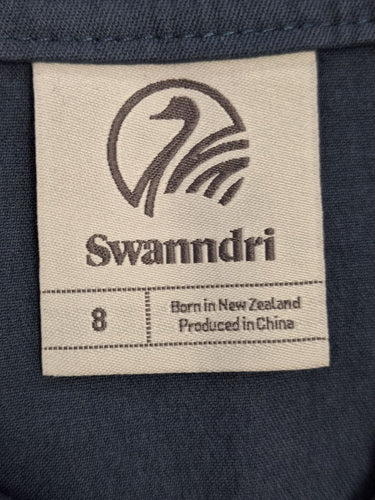 Swanndri
8
Born in New Zealand
Produced in China